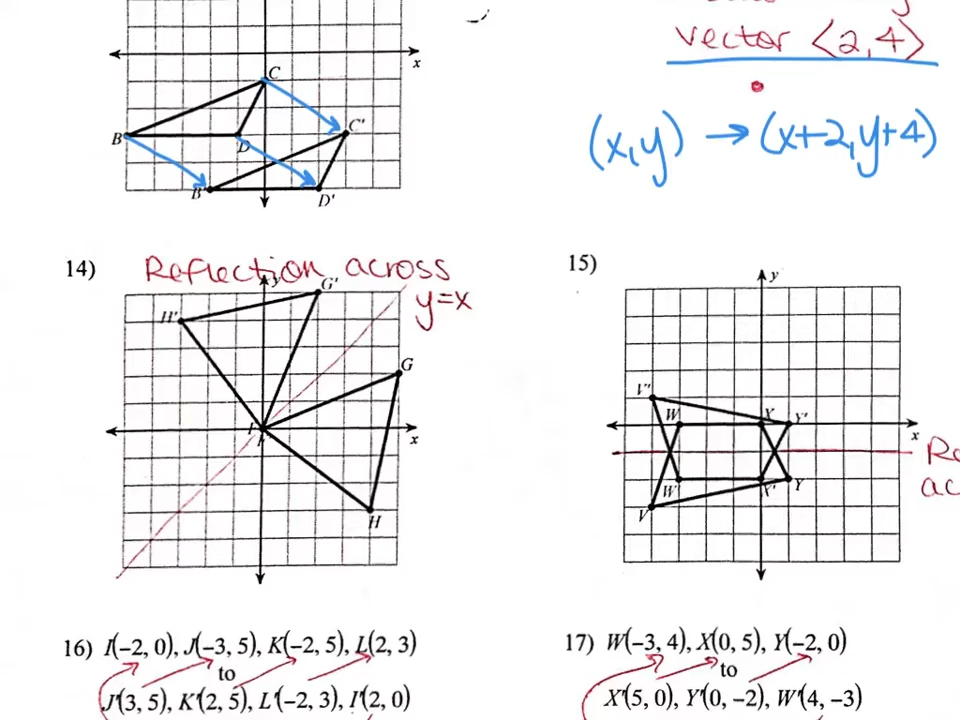 vector ⟨2,4⟩
(x,y) → (x+2,y+4)
x
C
B
D
C'
B'
D'
14) Reflection across
y=x
y
G'
H'
G
F
x
H
15)
y
V'
W
X
Y'
x
W'
X'
Y
V
16) I(−2, 0), J(−3, 5), K(−2, 5), L(2, 3)
to
J'(3, 5), K'(2, 5), L'(−2, 3), I'(2, 0)
17) W(−3, 4), X(0, 5), Y(−2, 0)
to
X'(5, 0), Y'(0, −2), W'(4, −3)